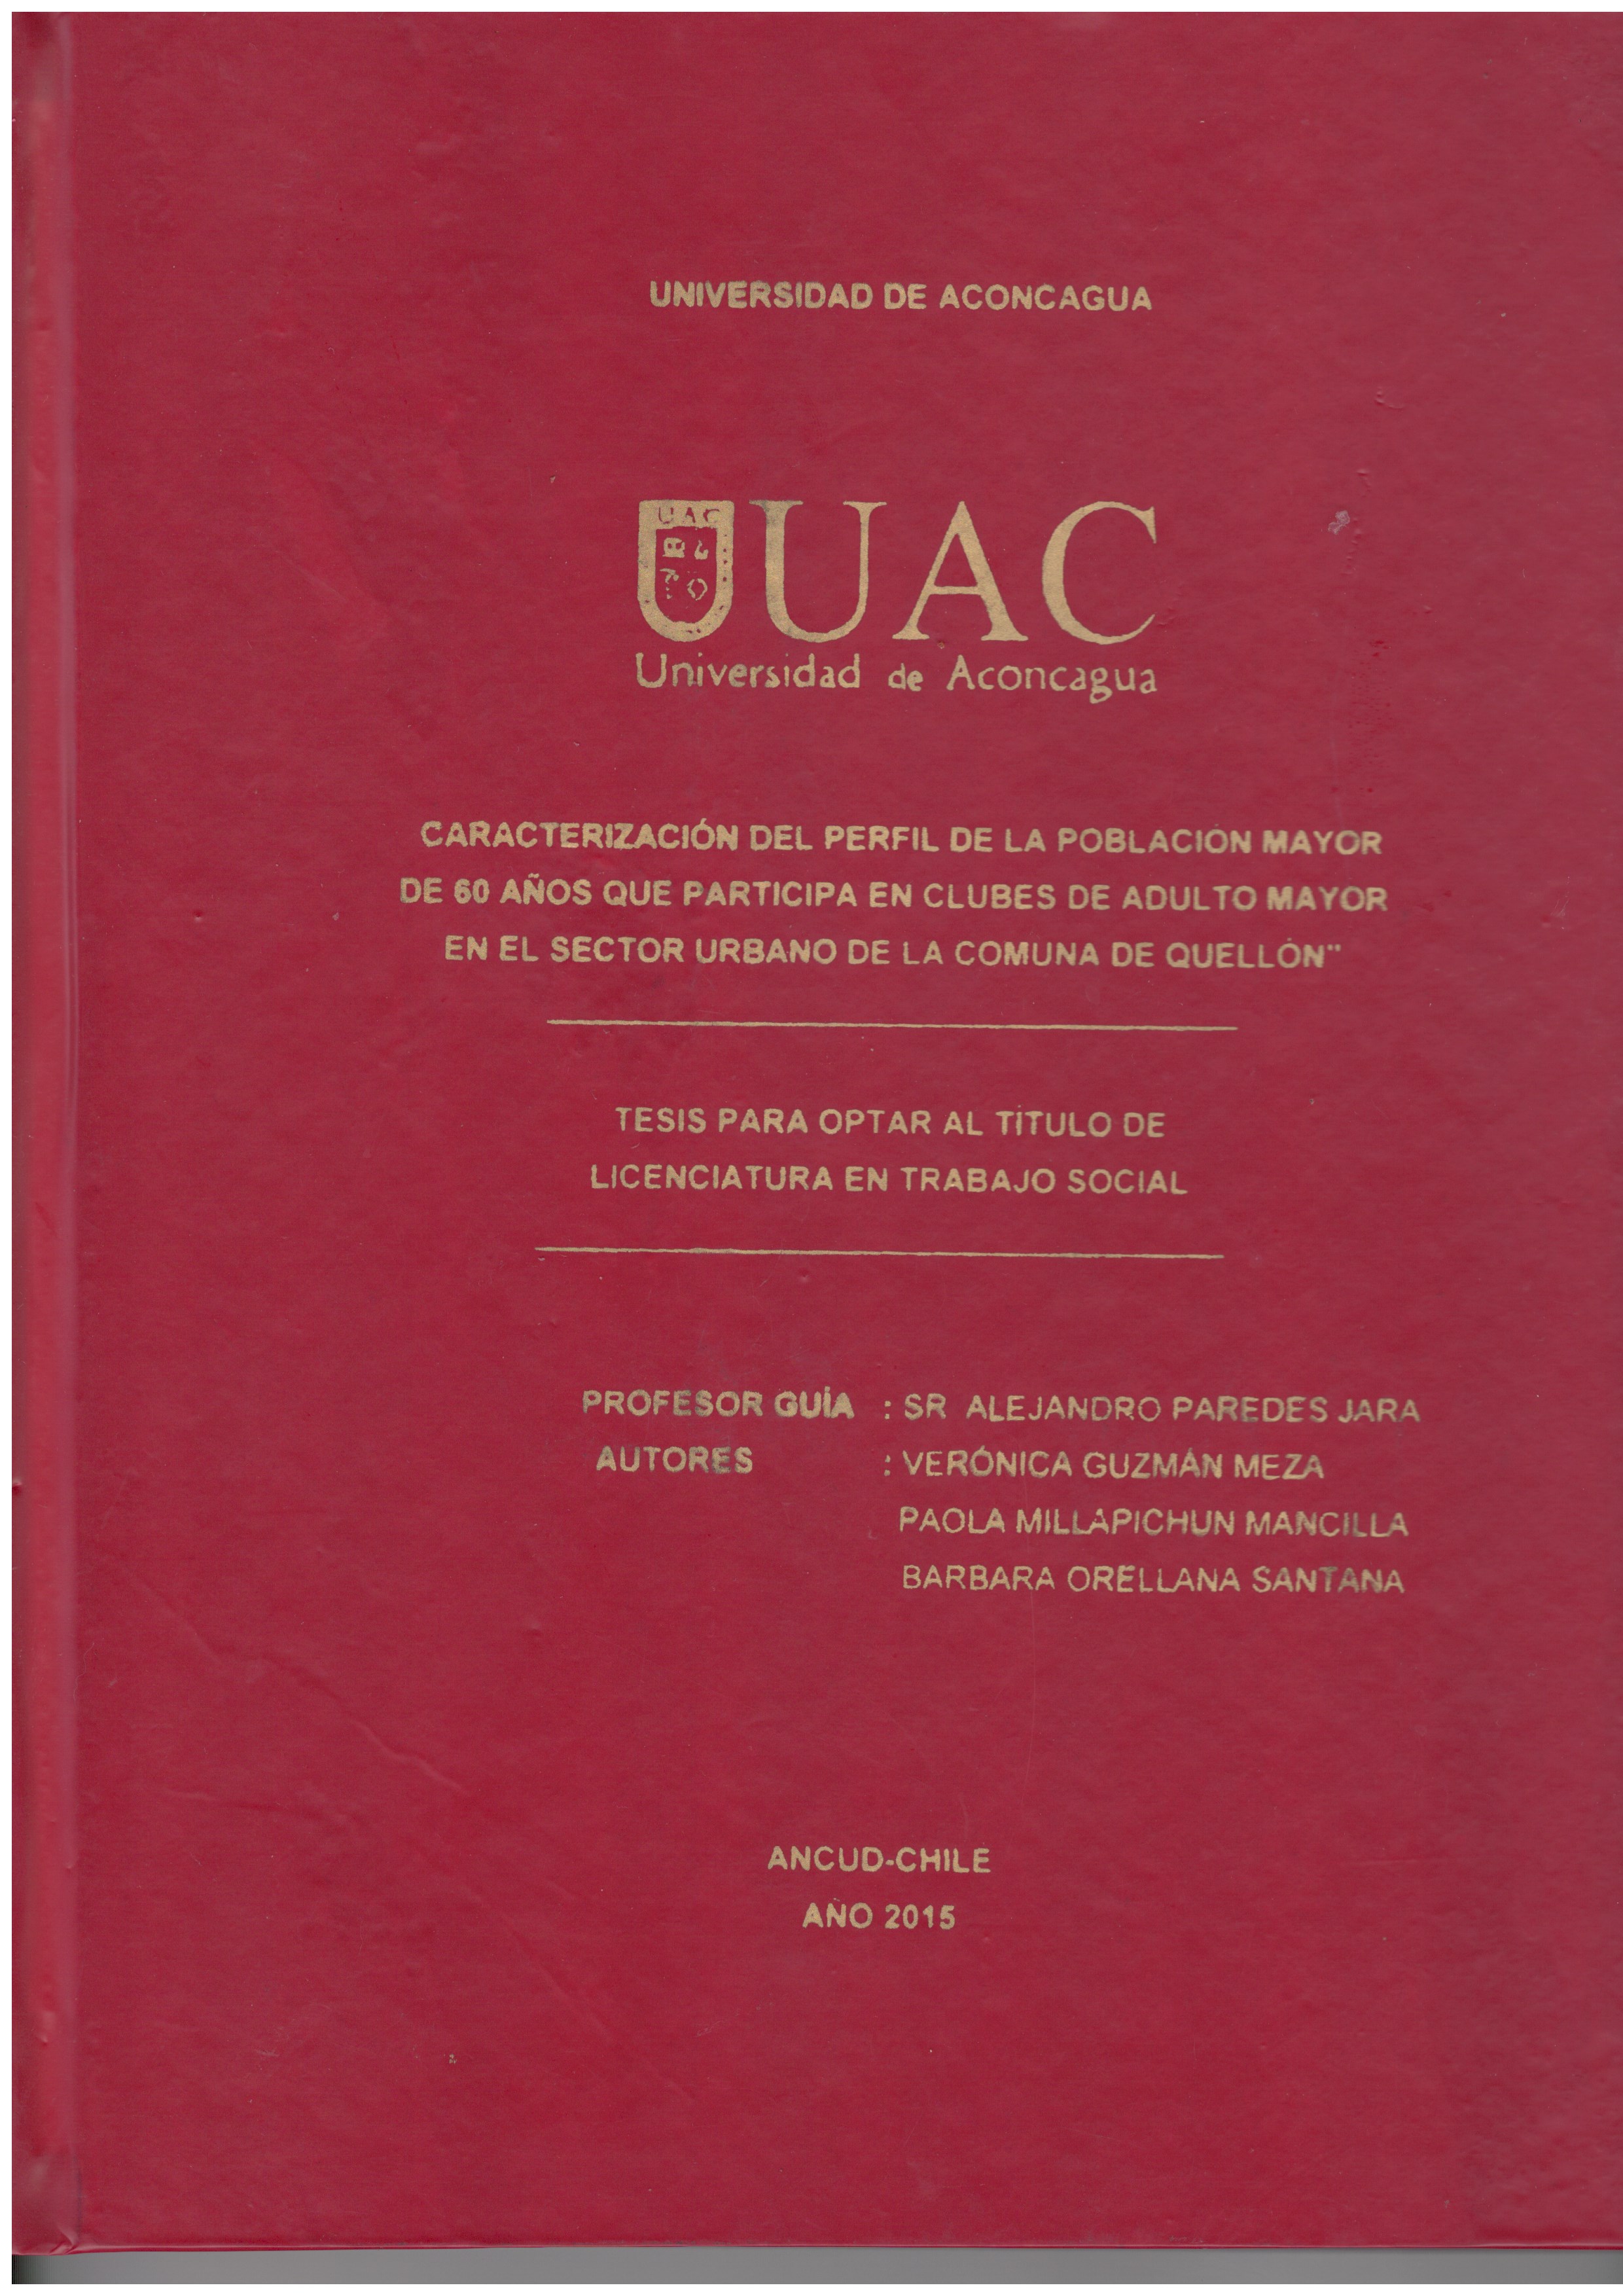 UNIVERSIDAD DE ACONCAGUA
UAC
UAC
Universidad de Aconcagua
CARACTERIZACIÓN DEL PERFIL DE LA POBLACIÓN MAYOR
DE 60 AÑOS QUE PARTICIPA EN CLUBES DE ADULTO MAYOR
EN EL SECTOR URBANO DE LA COMUNA DE QUELLÓN"
TESIS PARA OPTAR AL TÍTULO DE
LICENCIATURA EN TRABAJO SOCIAL
PROFESOR GUÍA : SR ALEJANDRO PAREDES JARA
AUTORES : VERÓNICA GUZMÁN MEZA
PAOLA MILLAPICHUN MANCILLA
BARBARA ORELLANA SANTANA
ANCUD-CHILE
AÑO 2015